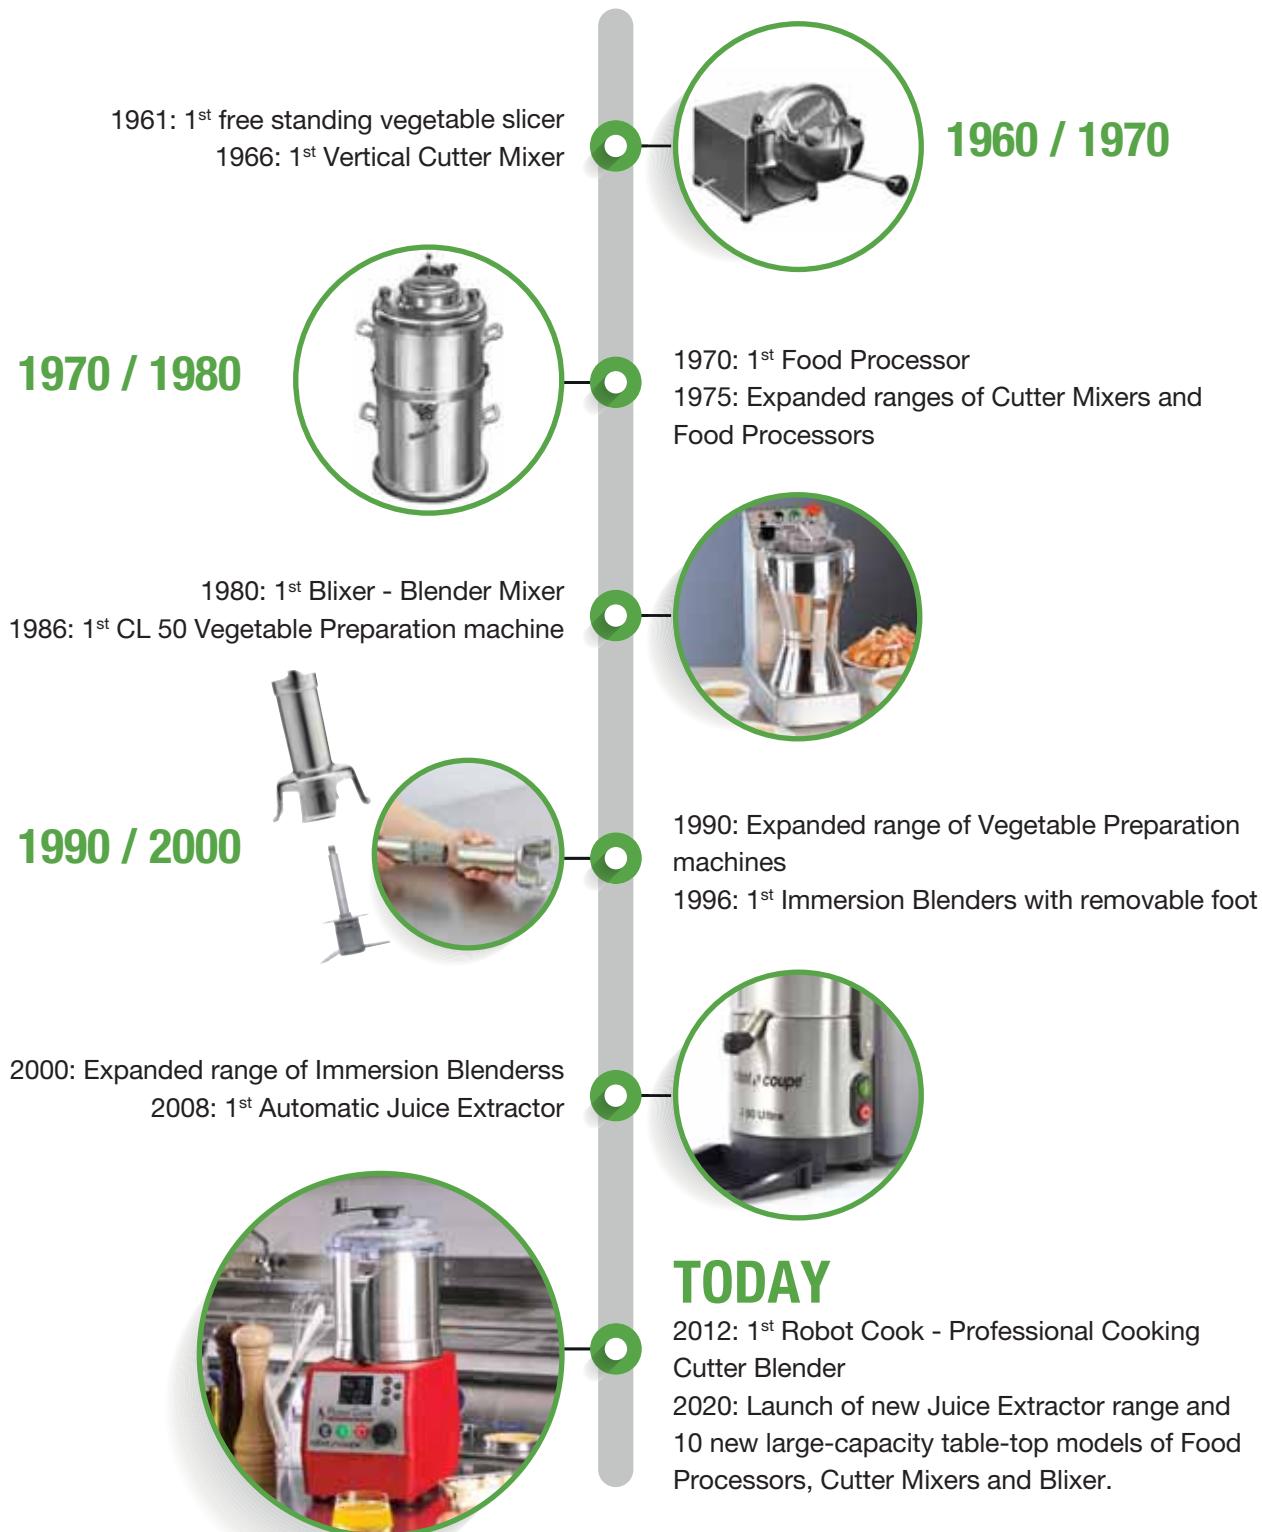 1961: 1st free standing vegetable slicer
1966: 1st Vertical Cutter Mixer
1960 / 1970
1970 / 1980
1970: 1st Food Processor
1975: Expanded ranges of Cutter Mixers and
Food Processors
1980: 1st Blixer - Blender Mixer
1986: 1st CL 50 Vegetable Preparation machine
1990 / 2000
1990: Expanded range of Vegetable Preparation
machines
1996: 1st Immersion Blenders with removable foot
2000: Expanded range of Immersion Blenderss
2008: 1st Automatic Juice Extractor
coupe
Ultra
TODAY
2012: 1st Robot Cook - Professional Cooking
Cutter Blender
2020: Launch of new Juice Extractor range and
10 new large-capacity table-top models of Food
Processors, Cutter Mixers and Blixer.